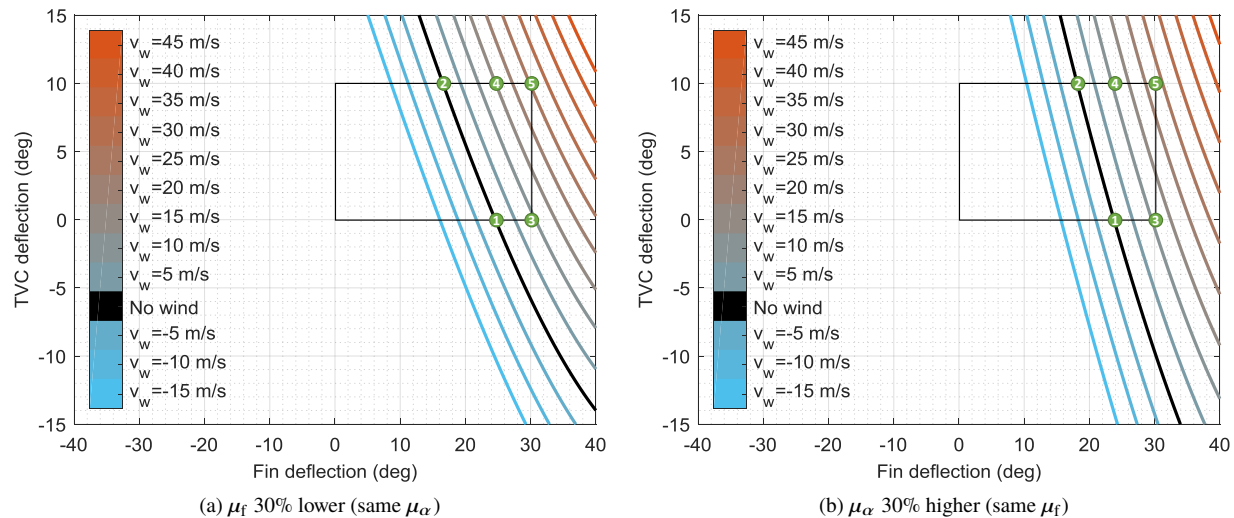 15
10
5
0
-5
-10
-15
TVC deflection (deg)
v_w=45 m/s
v_w=40 m/s
v_w=35 m/s
v_w=30 m/s
v_w=25 m/s
v_w=20 m/s
v_w=15 m/s
v_w=10 m/s
v_w=5 m/s
No wind
v_w=-5 m/s
v_w=-10 m/s
v_w=-15 m/s
2 4 5
1 3
-40 -30 -20 -10 0 10 20 30 40
Fin deflection (deg)
(a) μ_f 30% lower (same μ_α)
15
10
5
0
-5
-10
-15
TVC deflection (deg)
v_w=45 m/s
v_w=40 m/s
v_w=35 m/s
v_w=30 m/s
v_w=25 m/s
v_w=20 m/s
v_w=15 m/s
v_w=10 m/s
v_w=5 m/s
No wind
v_w=-5 m/s
v_w=-10 m/s
v_w=-15 m/s
2 4 5
1 3
-40 -30 -20 -10 0 10 20 30 40
Fin deflection (deg)
(b) μ_α 30% higher (same μ_f)